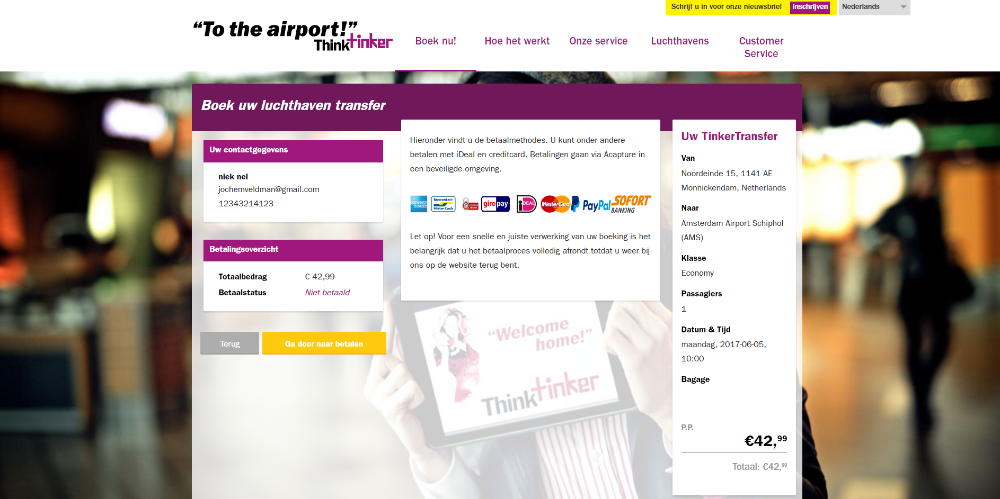 Schrijf u in voor onze nieuwsbrief Inschrijven Nederlands
“To the airport!”
Thinktinker
Boek nu!
Hoe het werkt
Onze service
Luchthavens
Customer
Service
Boek uw luchthaven transfer
Uw contactgegevens
niek nel
jochemveldman@gmail.com
12343214123
Betalingsoverzicht
Totaalbedrag € 42,99
Betaalstatus Niet betaald
Terug
Ga door naar betalen
Hieronder vindt u de betaalmethodes. U kunt onder andere
betalen met iDeal en creditcard. Betalingen gaan via Acapture in
een beveiligde omgeving.
AMERICAN EXPRESS
Bancontact
Mister Cash
giropay
iDEAL
MasterCard
PayPal
SOFORT
BANKING
Let op! Voor een snelle en juiste verwerking van uw boeking is het
belangrijk dat u het betaalproces volledig afrondt totdat u weer bij
ons op de website terug bent.
“Welcome
home!”
Thinktinker
Uw TinkerTransfer
Van
Noordeinde 15, 1141 AE
Monnickendam, Netherlands
Naar
Amsterdam Airport Schiphol
(AMS)
Klasse
Economy
Passagiers
1
Datum & Tijd
maandag, 2017-06-05,
10:00
Bagage
P.P.
€42,99
Totaal: €42,99